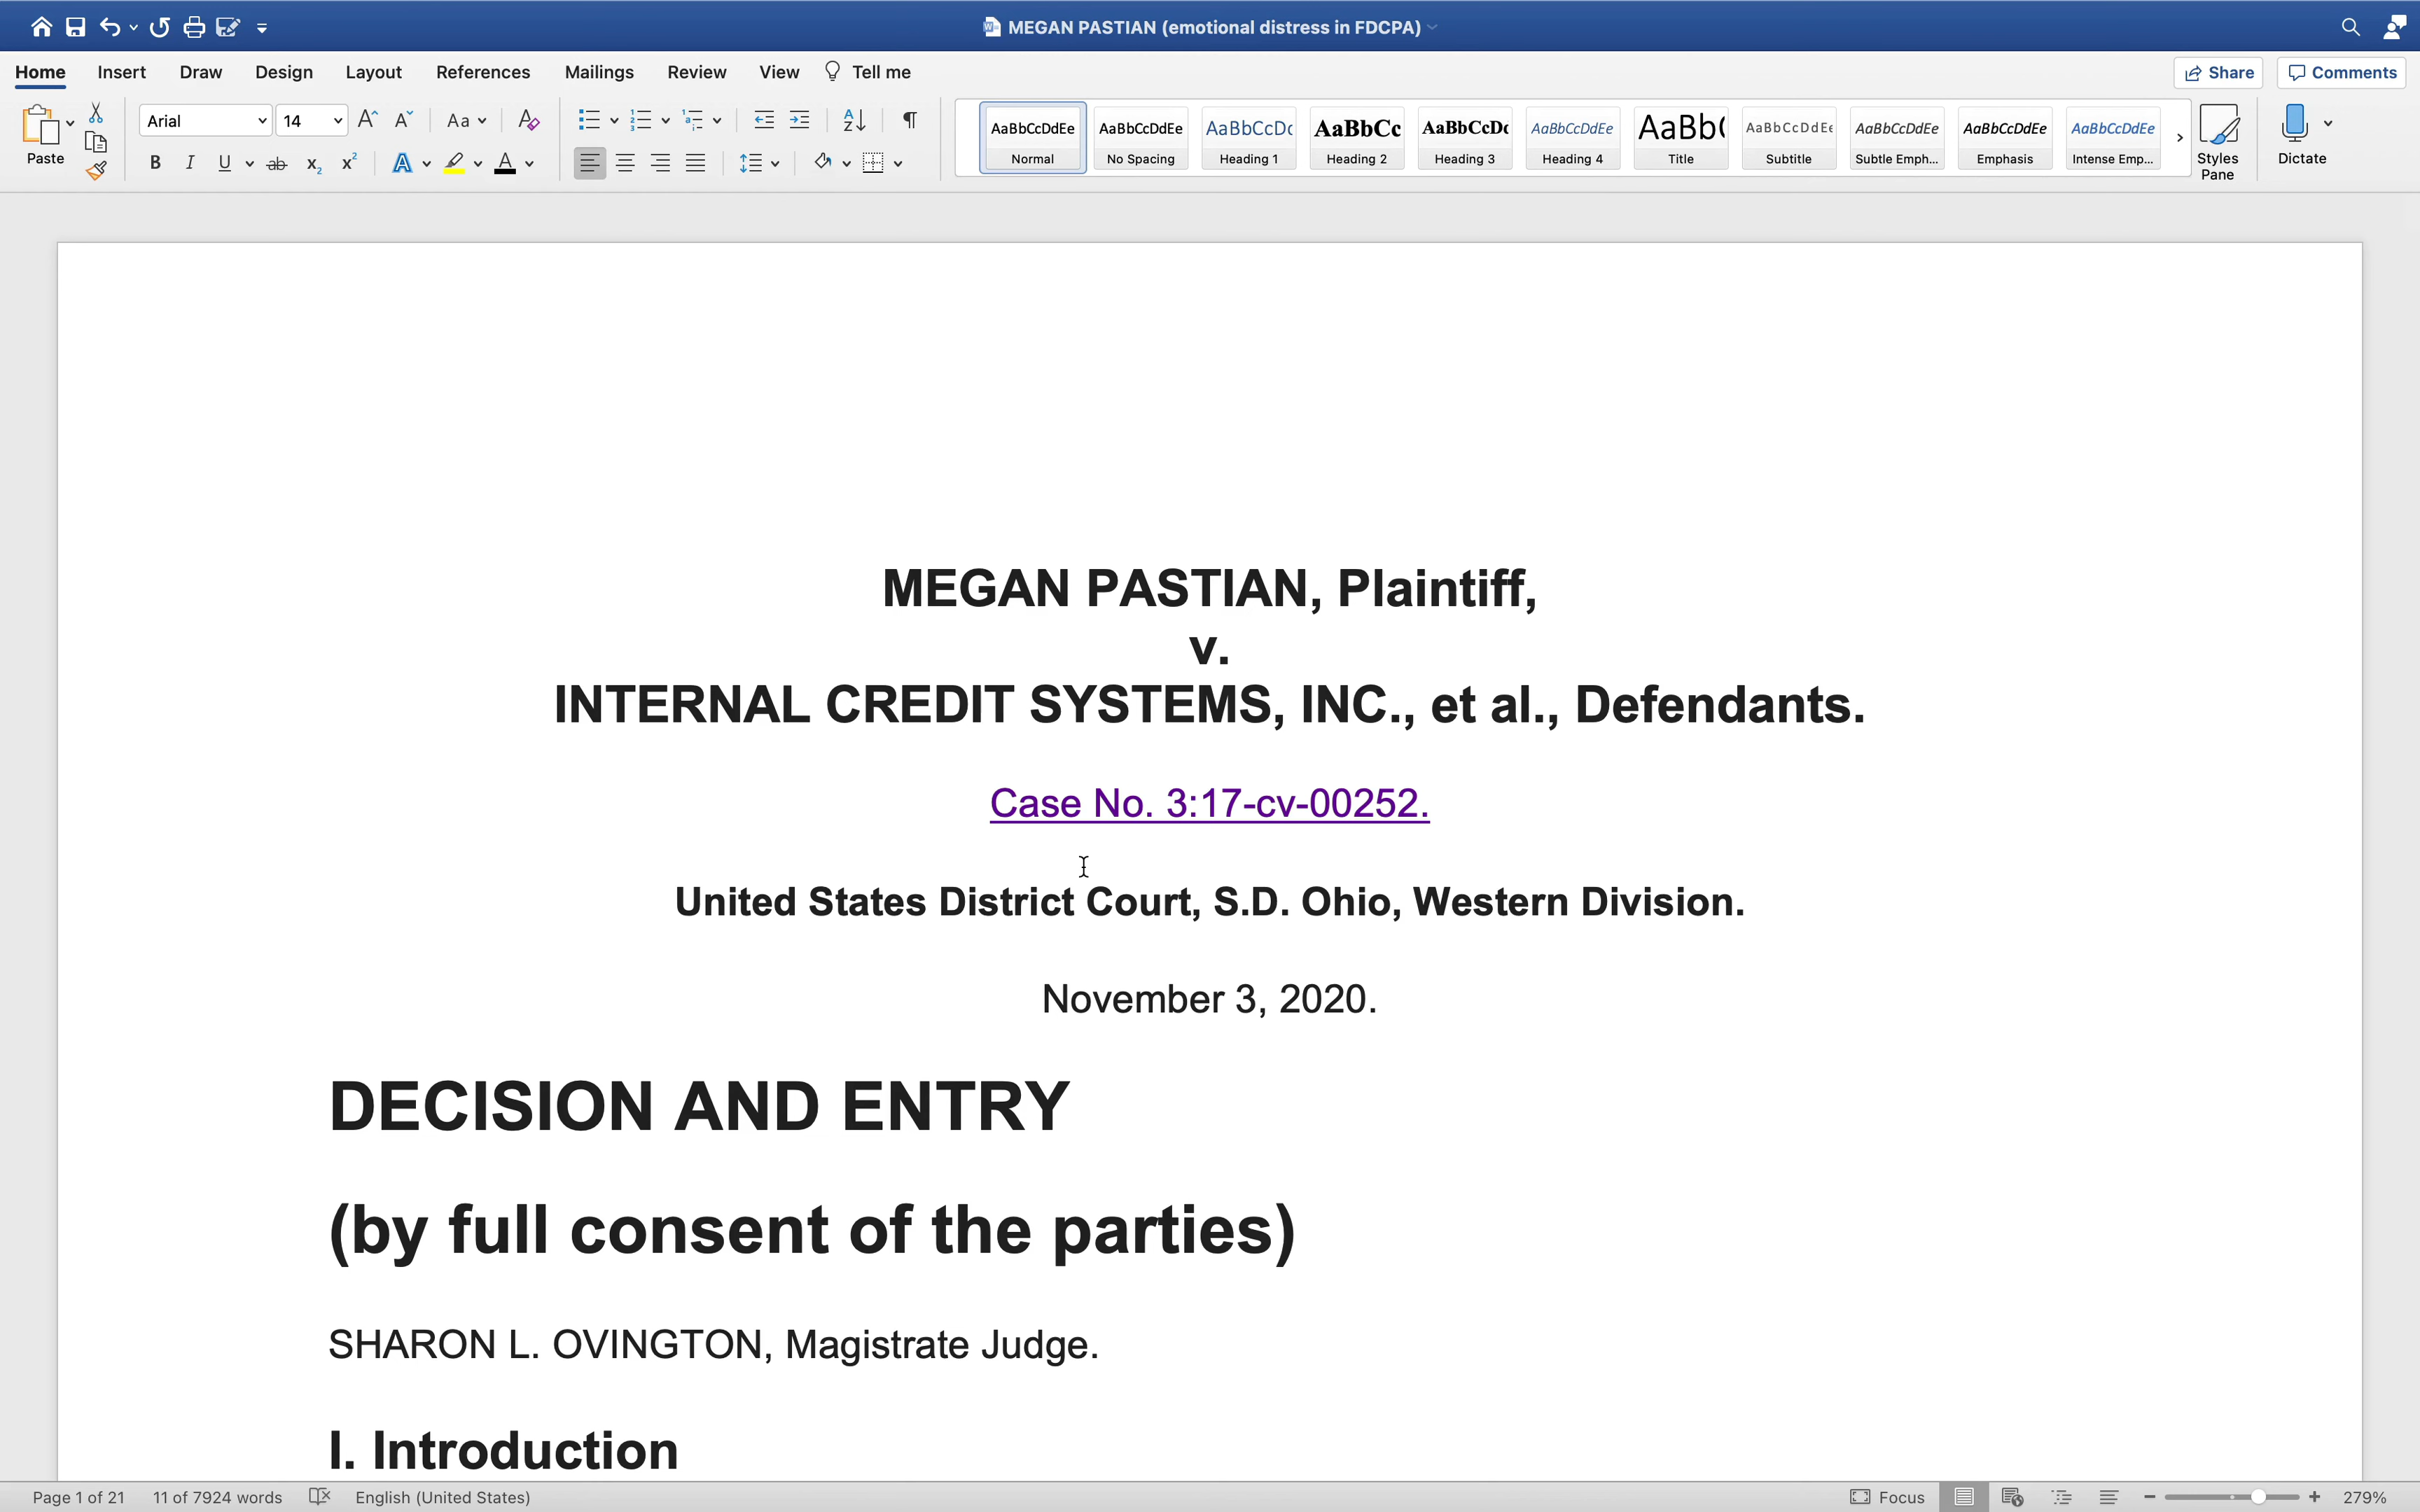 MEGAN PASTIAN (emotional distress in FDCPA)
Home Insert Draw Design Layout References Mailings Review View Tell me Share Comments
Paste Arial 14 Aa
AaBbCcDdEe AaBbCcDdEe AaBbCcDc AaBbCc AaBbCcDc AaBbCcDdEe AaBb( AaBbCcDdEe AaBbCcDdEe AaBbCcDdEe AaBbCcDdEe
Normal No Spacing Heading 1 Heading 2 Heading 3 Heading 4 Title Subtitle Subtle Emph... Emphasis Intense Emp...
Styles Pane Dictate
MEGAN PASTIAN, Plaintiff,
v.
INTERNAL CREDIT SYSTEMS, INC., et al., Defendants.
Case No. 3:17-cv-00252.
United States District Court, S.D. Ohio, Western Division.
November 3, 2020.
DECISION AND ENTRY
(by full consent of the parties)
SHARON L. OVINGTON, Magistrate Judge.
I. Introduction
Page 1 of 21 11 of 7924 words English (United States) Focus 279%